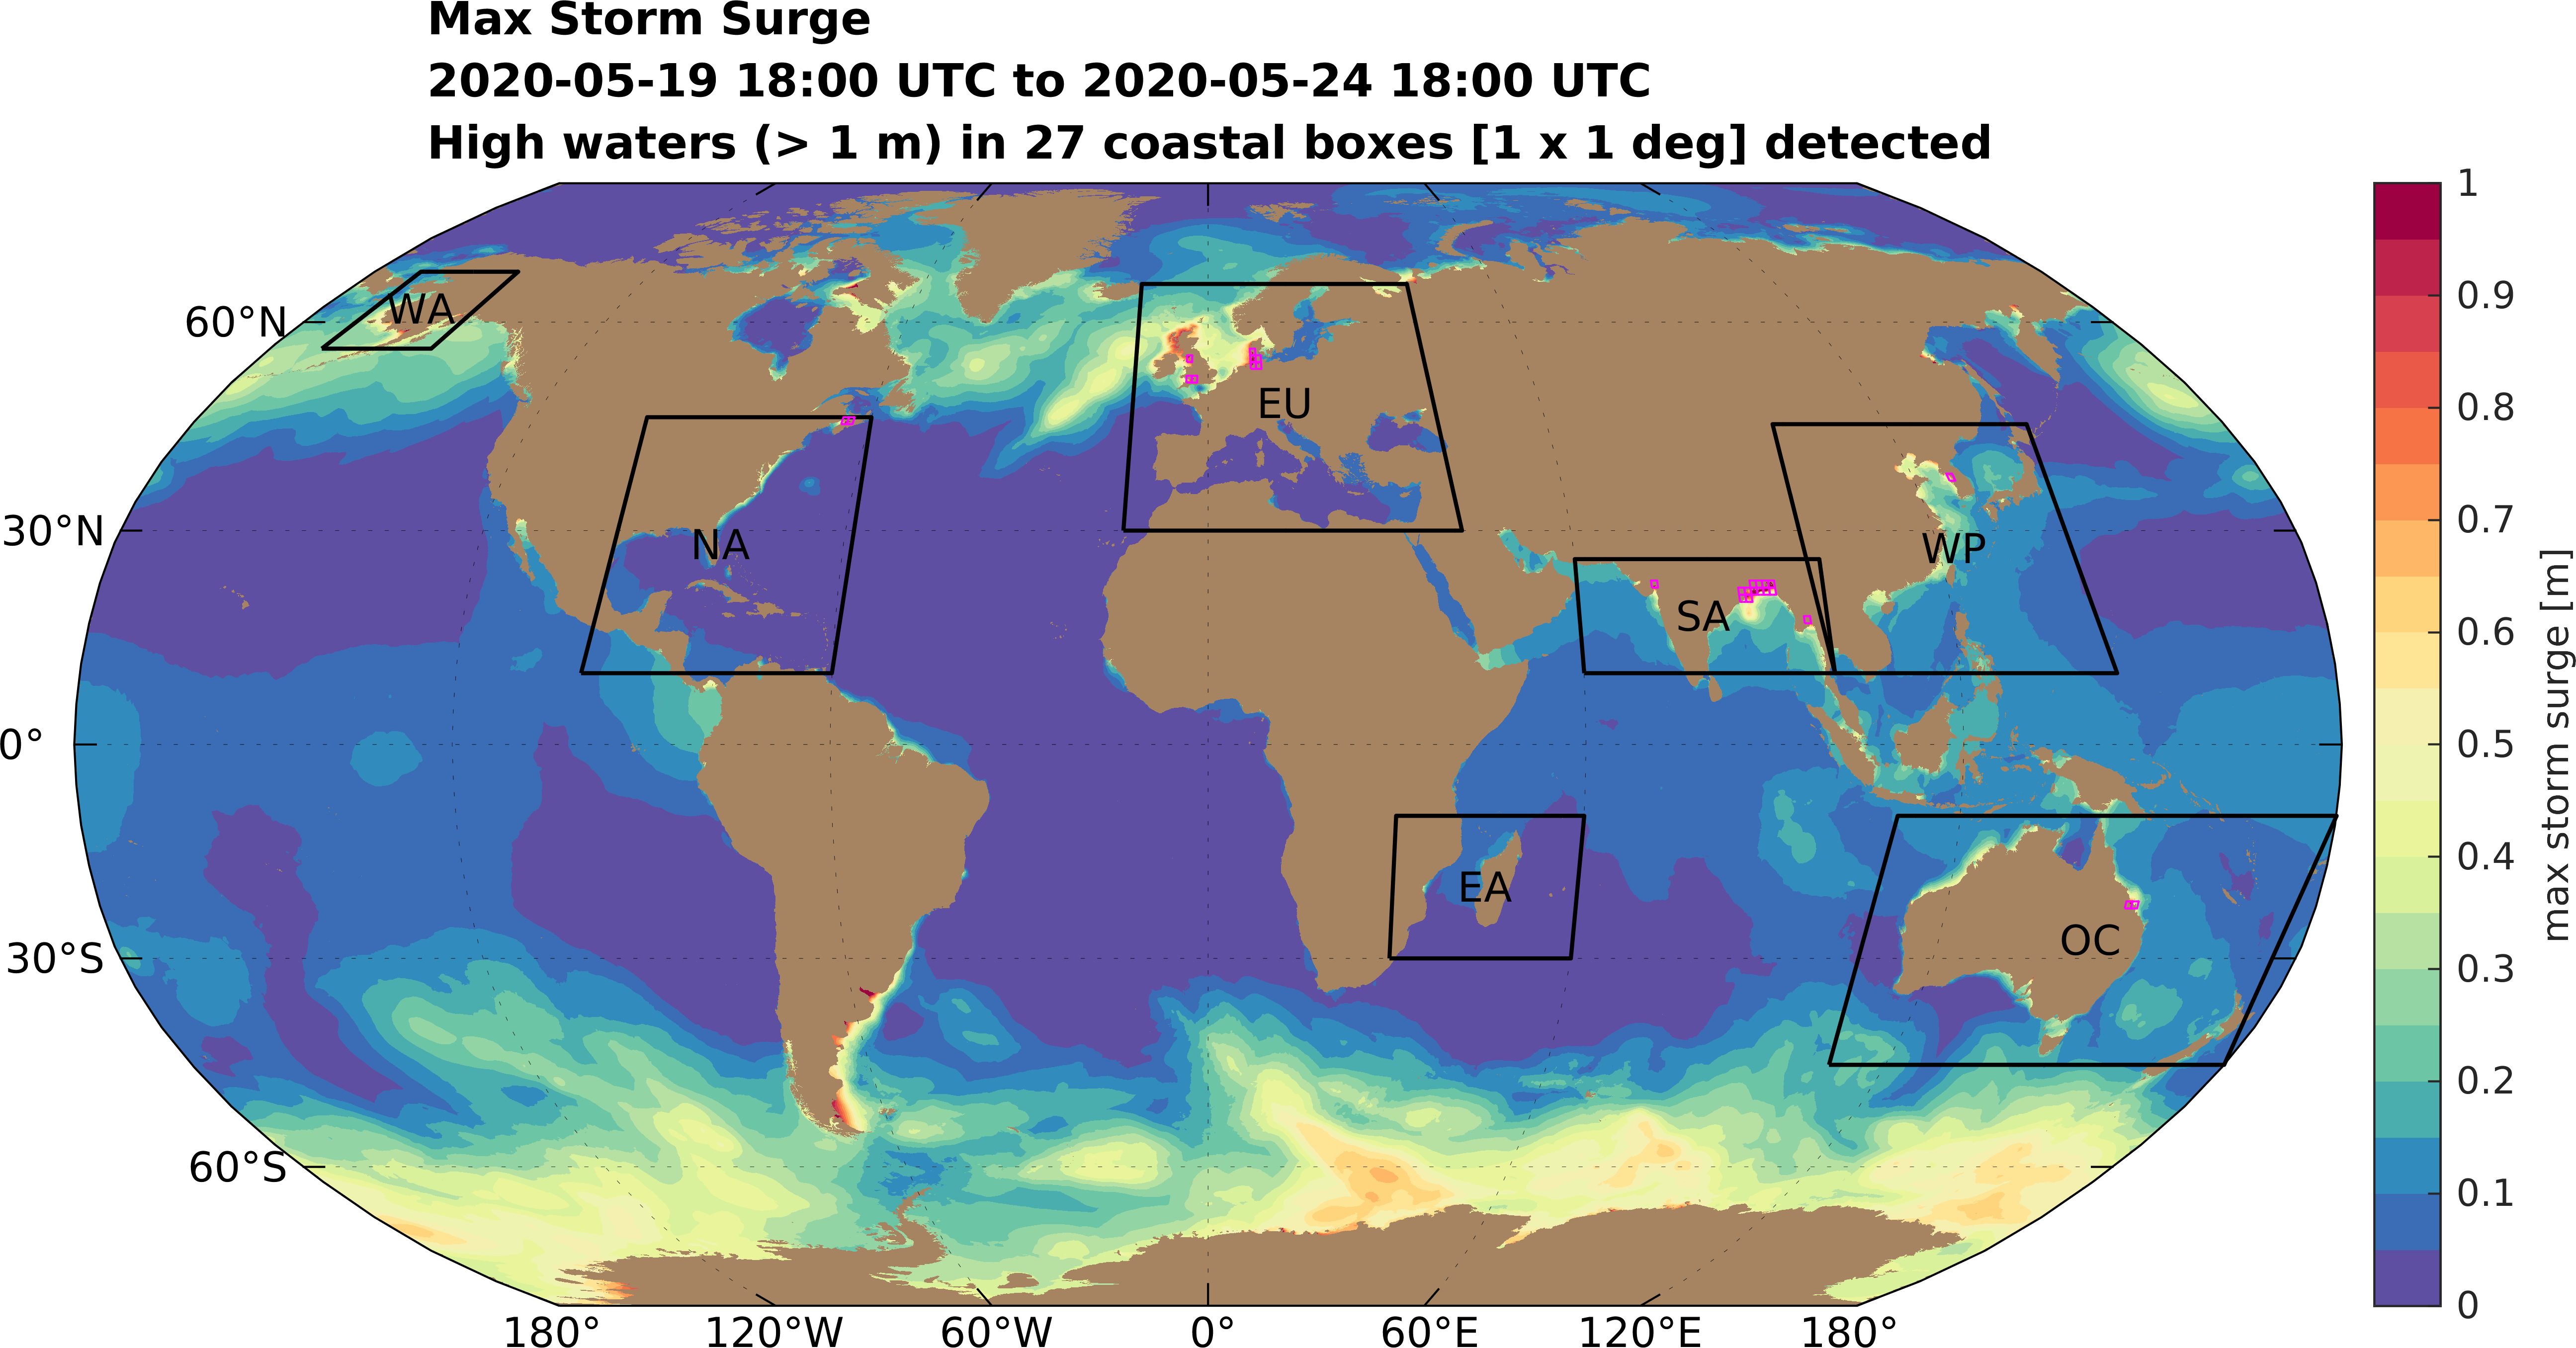 Max Storm Surge
2020-05-19 18:00 UTC to 2020-05-24 18:00 UTC
High waters (> 1 m) in 27 coastal boxes [1 x 1 deg] detected
60°N
30°N
0°
30°S
60°S
WA
NA
EU
SA
WP
EA
OC
180°
120°W
60°W
0°
60°E
120°E
180°
1
0.9
0.8
0.7
0.6
0.5
0.4
0.3
0.2
0.1
0
max storm surge [m]